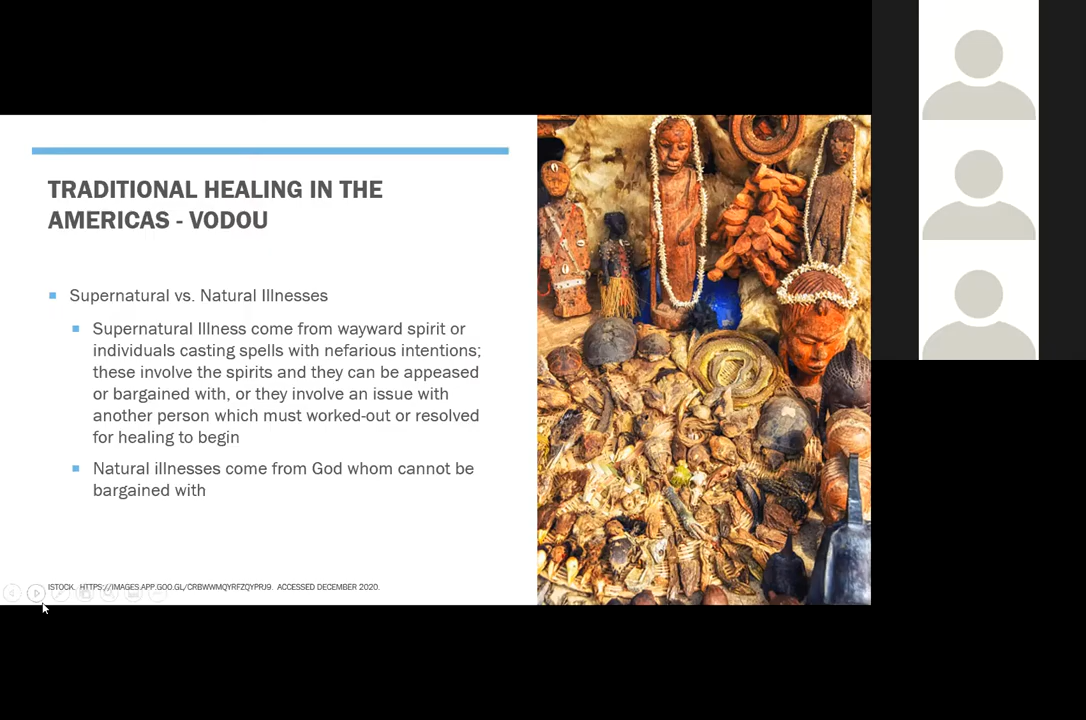 TRADITIONAL HEALING IN THE
AMERICAS - VODOU
Supernatural vs. Natural Illnesses
Supernatural Illness come from wayward spirit or
individuals casting spells with nefarious intentions;
these involve the spirits and they can be appeased
or bargained with, or they involve an issue with
another person which must worked-out or resolved
for healing to begin
Natural illnesses come from God whom cannot be
bargained with
ISTOCK. HTTPS://IMAGES.APP.GOO.GL/CRBWWMQYRFZQYPRJ9. ACCESSED DECEMBER 2020.